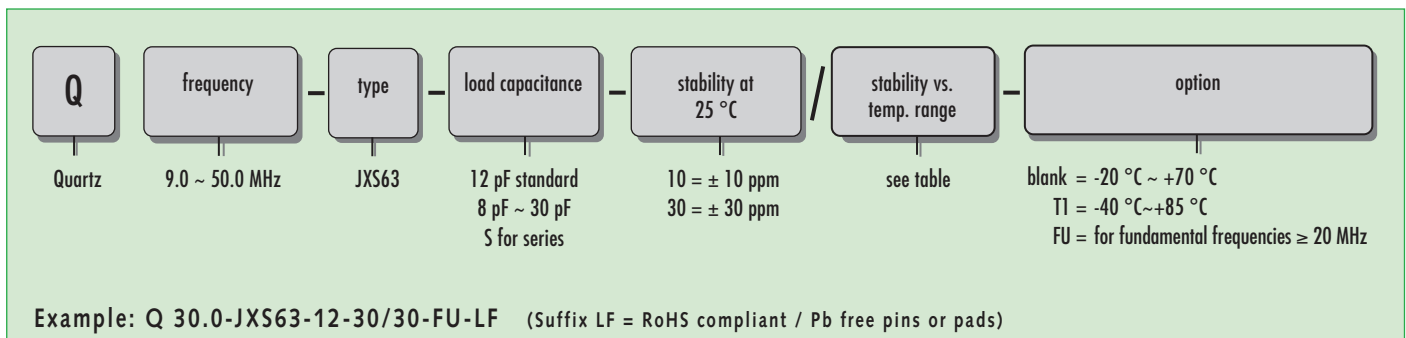 Q
frequency
–
type
–
load capacitance
–
stability at
25 °C
/
stability vs.
temp. range
–
option
Quartz
9.0 ~ 50.0 MHz
JXS63
12 pF standard
8 pF ~ 30 pF
S for series
10 = ± 10 ppm
30 = ± 30 ppm
see table
blank = -20 °C ~ +70 °C
T1 = -40 °C~+85 °C
FU = for fundamental frequencies ≥ 20 MHz
Example: Q 30.0-JXS63-12-30/30-FU-LF (Suffix LF = RoHS compliant / Pb free pins or pads)